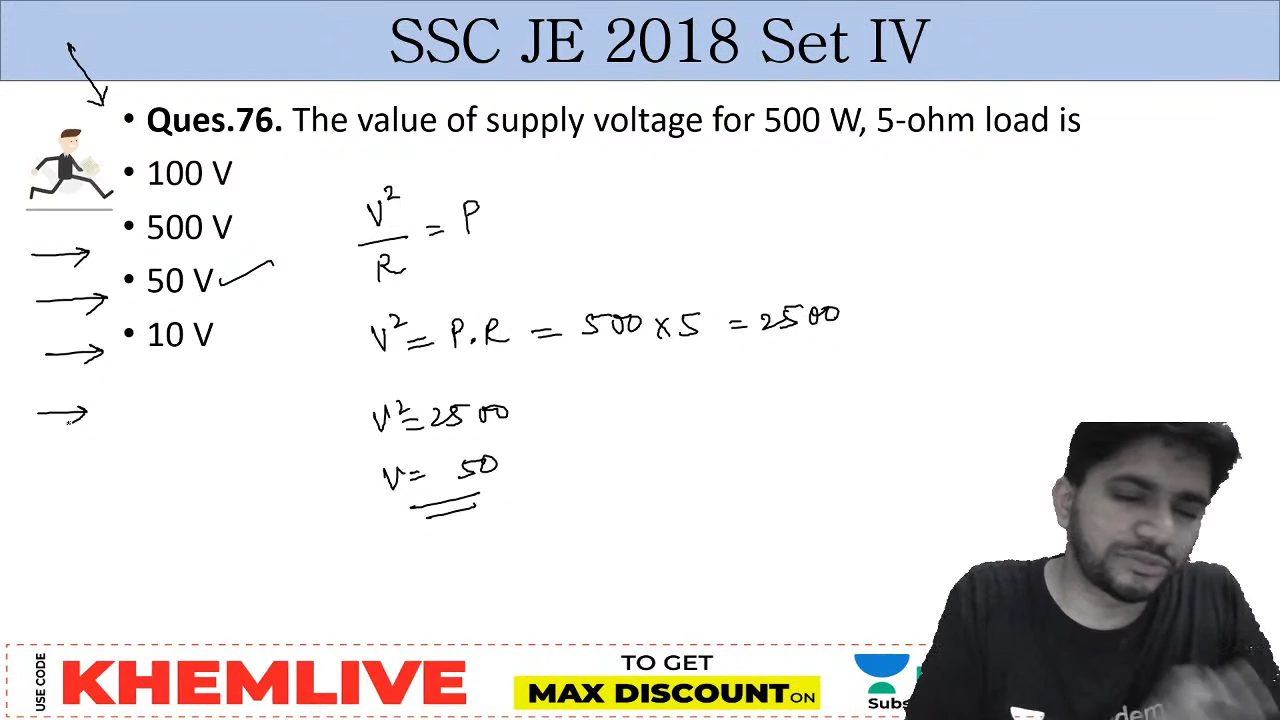 SSC JE 2018 Set IV
• Ques.76. The value of supply voltage for 500 W, 5-ohm load is
• 100 V
• 500 V
• 50 V
• 10 V
V²/R = P
V² = P.R = 500 × 5 = 2500
V² = 2500
V = 50
USE CODE
KHEMLIVE
TO GET
MAX DISCOUNT ON
Subs
dem